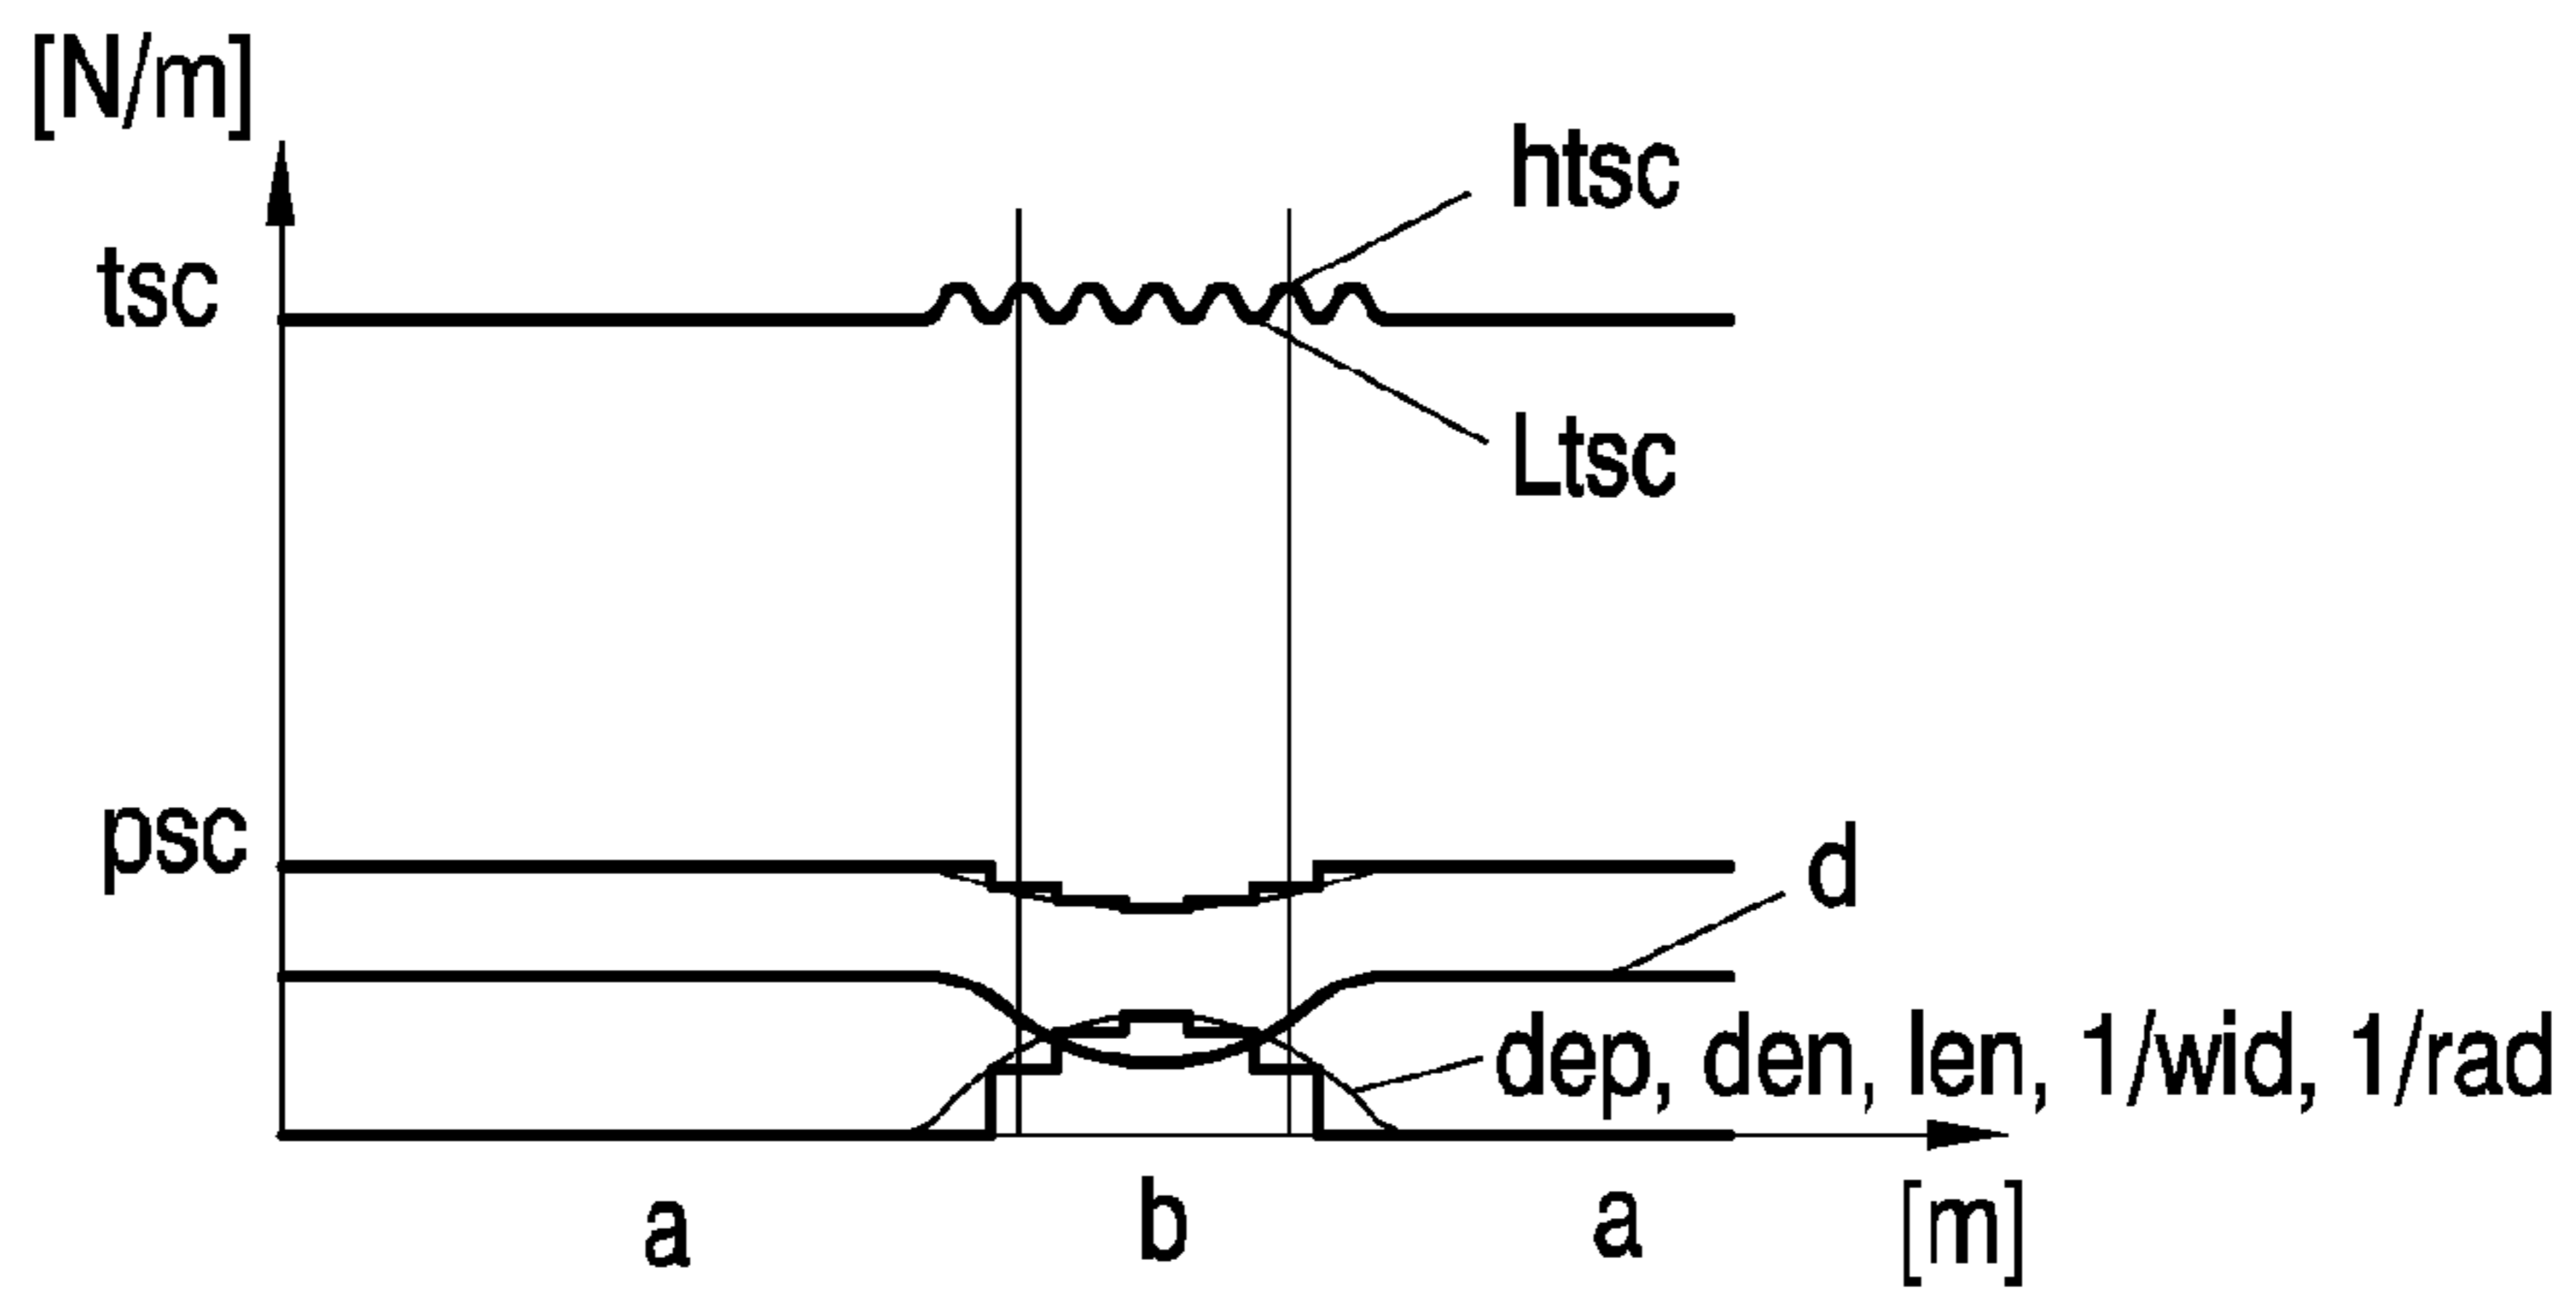 [N/m]
htsc
tsc
Ltsc
psc
d
dep, den, len, 1/wid, 1/rad
a
b
a
[m]